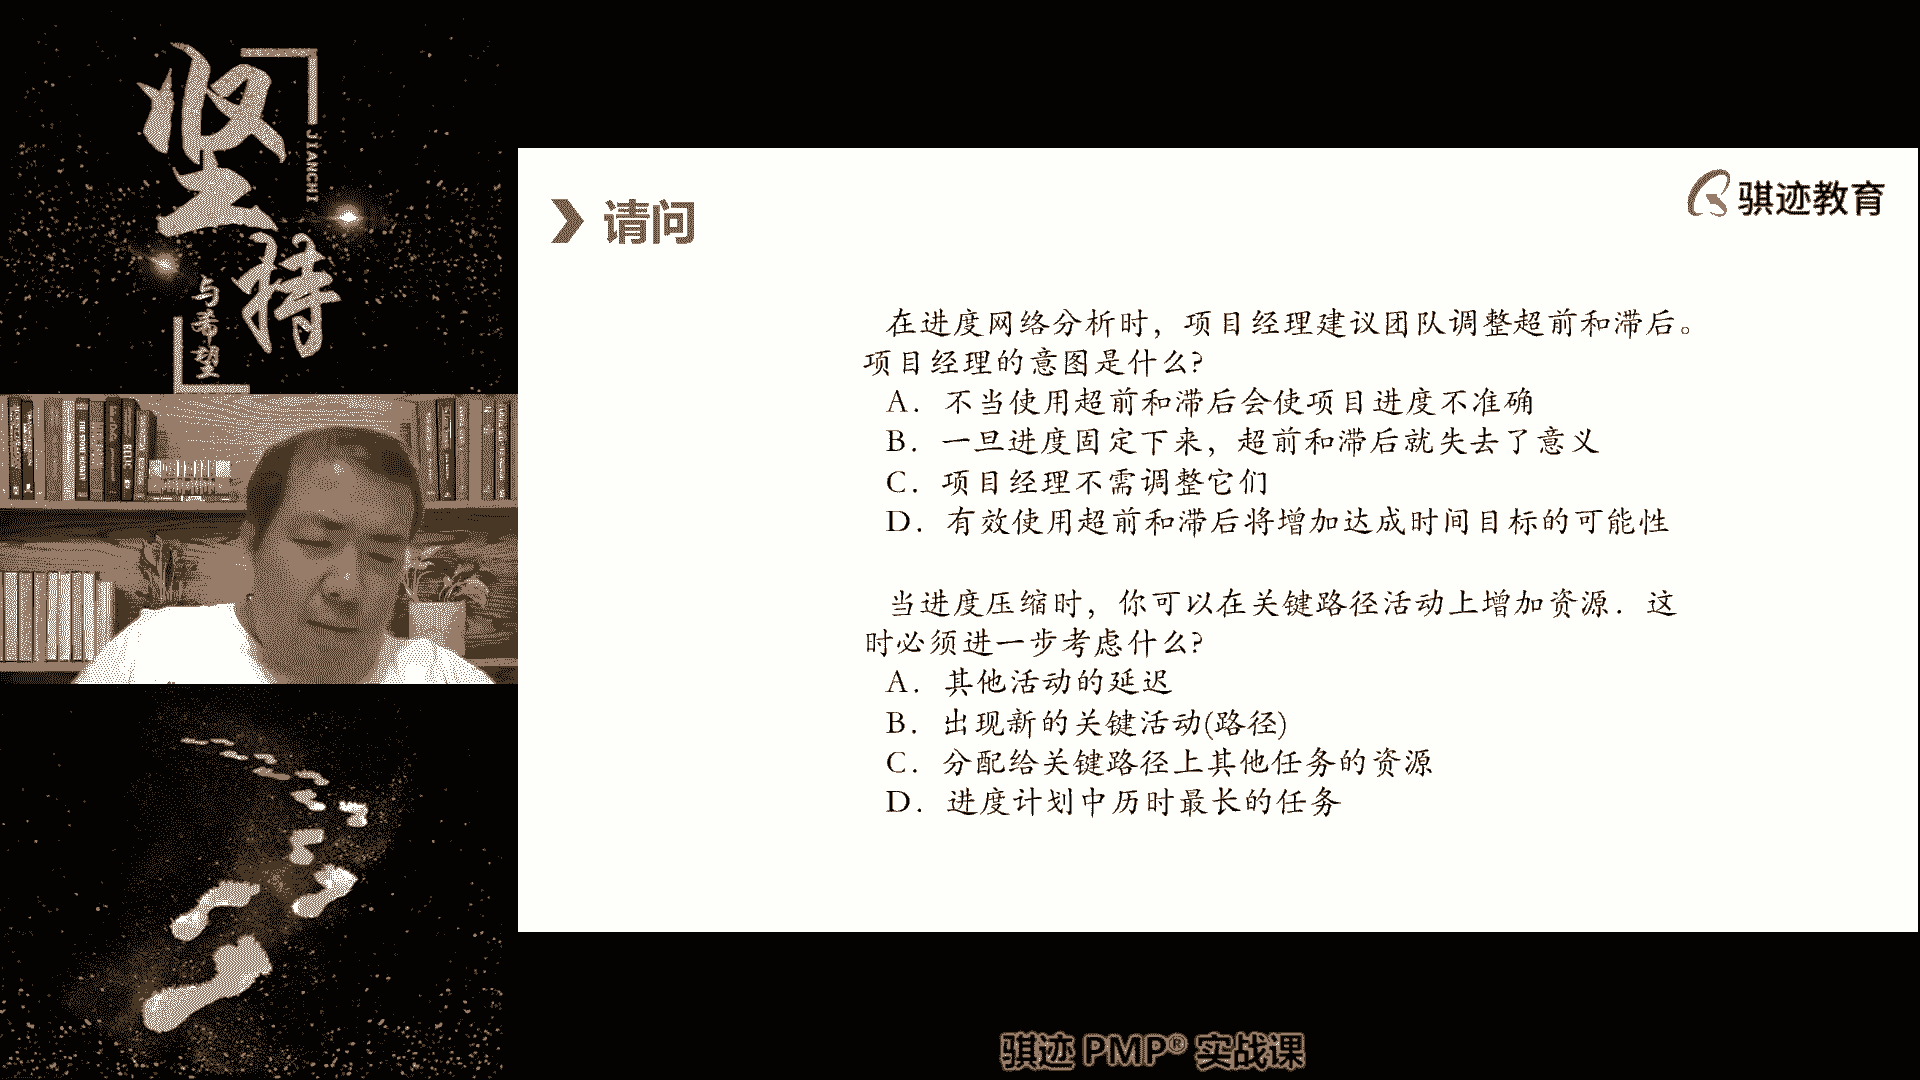 坚持
JIANCHI
与希望
请问
骐迹教育
在进度网络分析时，项目经理建议团队调整超前和滞后。
项目经理的意图是什么?
A. 不当使用超前和滞后会使项目进度不准确
B. 一旦进度固定下来，超前和滞后就失去了意义
C. 项目经理不需调整它们
D. 有效使用超前和滞后将增加达成时间目标的可能性
当进度压缩时，你可以在关键路径活动上增加资源. 这
时必须进一步考虑什么?
A. 其他活动的延迟
B. 出现新的关键活动(路径)
C. 分配给关键路径上其他任务的资源
D. 进度计划中历时最长的任务
骐迹 PMP® 实战课